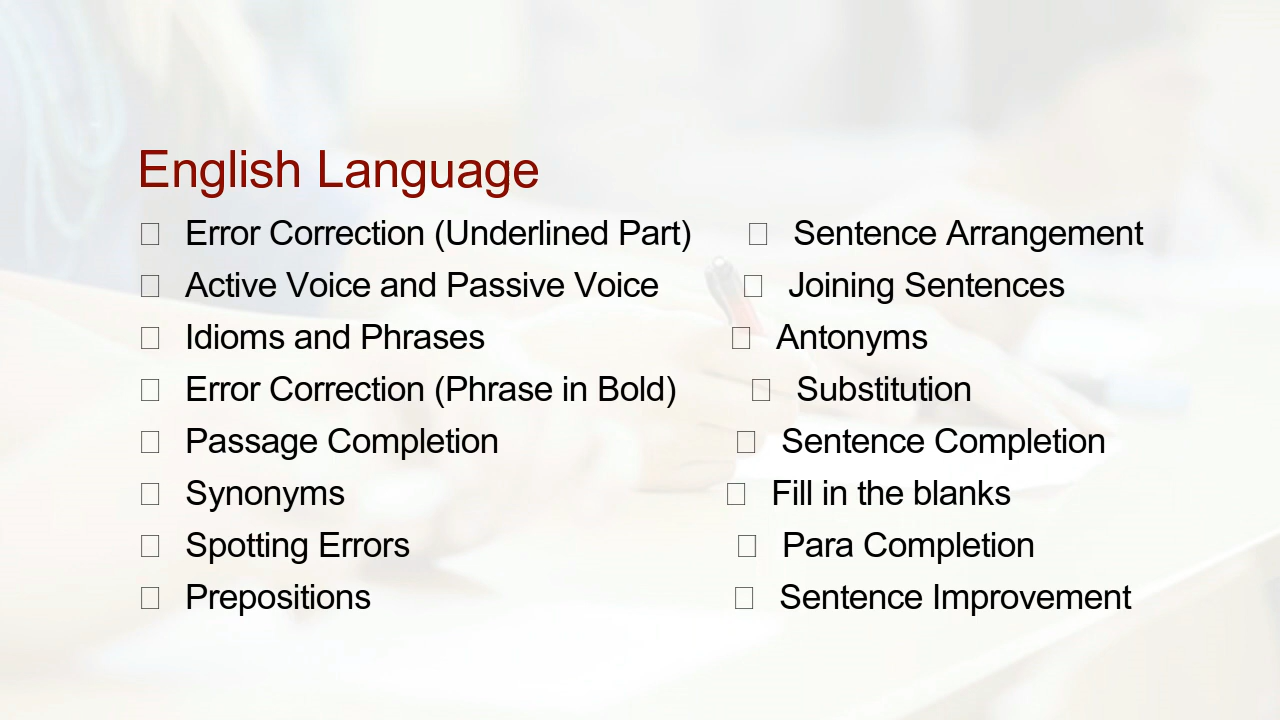 English Language
Error Correction (Underlined Part) Sentence Arrangement
Active Voice and Passive Voice Joining Sentences
Idioms and Phrases Antonyms
Error Correction (Phrase in Bold) Substitution
Passage Completion Sentence Completion
Synonyms Fill in the blanks
Spotting Errors Para Completion
Prepositions Sentence Improvement